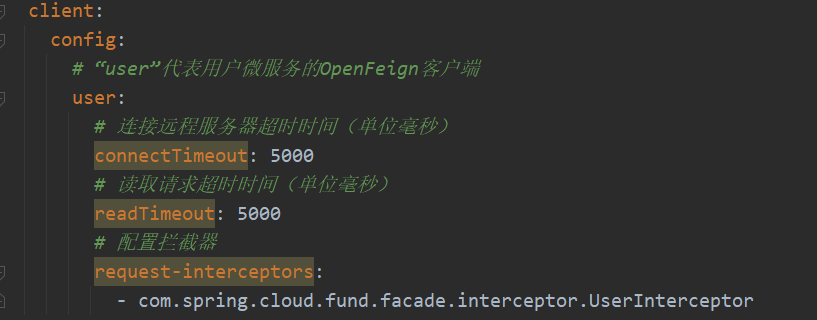 client:
config:
# “user”代表用户微服务的OpenFeign客户端
user:
# 连接远程服务器超时时间（单位毫秒）
connectTimeout: 5000
# 读取请求超时时间（单位毫秒）
readTimeout: 5000
# 配置拦截器
request-interceptors:
- com.spring.cloud.fund.facade.interceptor.UserInterceptor